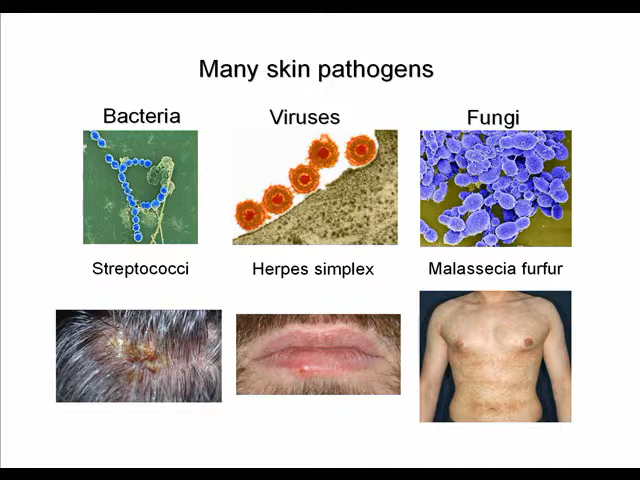 Many skin pathogens
Bacteria
Viruses
Fungi
Streptococci
Herpes simplex
Malassecia furfur